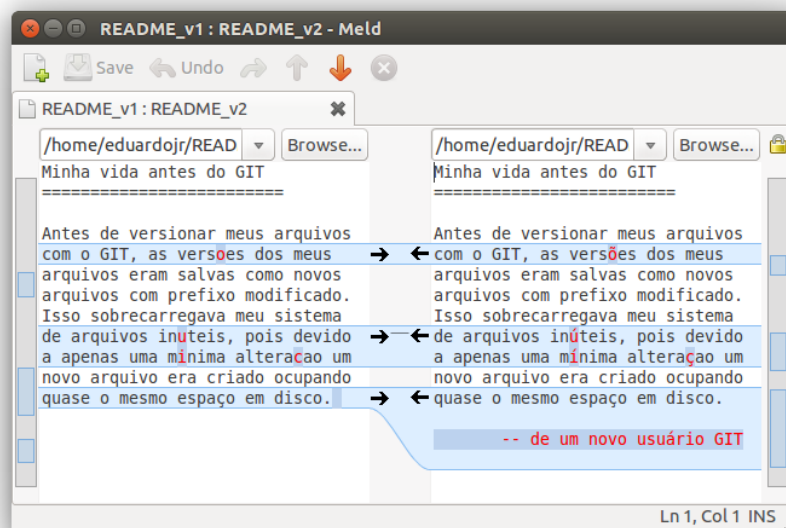 README_v1 : README_v2 - Meld
Save Undo
README_v1 : README_v2
/home/eduardojr/READ Browse...
Minha vida antes do GIT
=========================
Antes de versionar meus arquivos
com o GIT, as versoes dos meus
arquivos eram salvas como novos
arquivos com prefixo modificado.
Isso sobrecarregava meu sistema
de arquivos inuteis, pois devido
a apenas uma minima alteracao um
novo arquivo era criado ocupando
quase o mesmo espaço em disco.
/home/eduardojr/READ Browse...
Minha vida antes do GIT
=========================
Antes de versionar meus arquivos
com o GIT, as versões dos meus
arquivos eram salvas como novos
arquivos com prefixo modificado.
Isso sobrecarregava meu sistema
de arquivos inúteis, pois devido
a apenas uma mínima alteraçao um
novo arquivo era criado ocupando
quase o mesmo espaço em disco.
-- de um novo usuário GIT
Ln 1, Col 1 INS